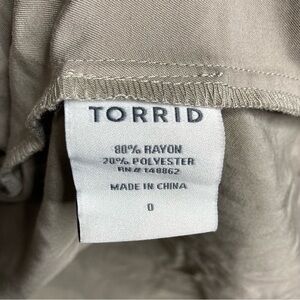 TORRID
80% RAYON
20% POLYESTER
RN# 148862
MADE IN CHINA
0